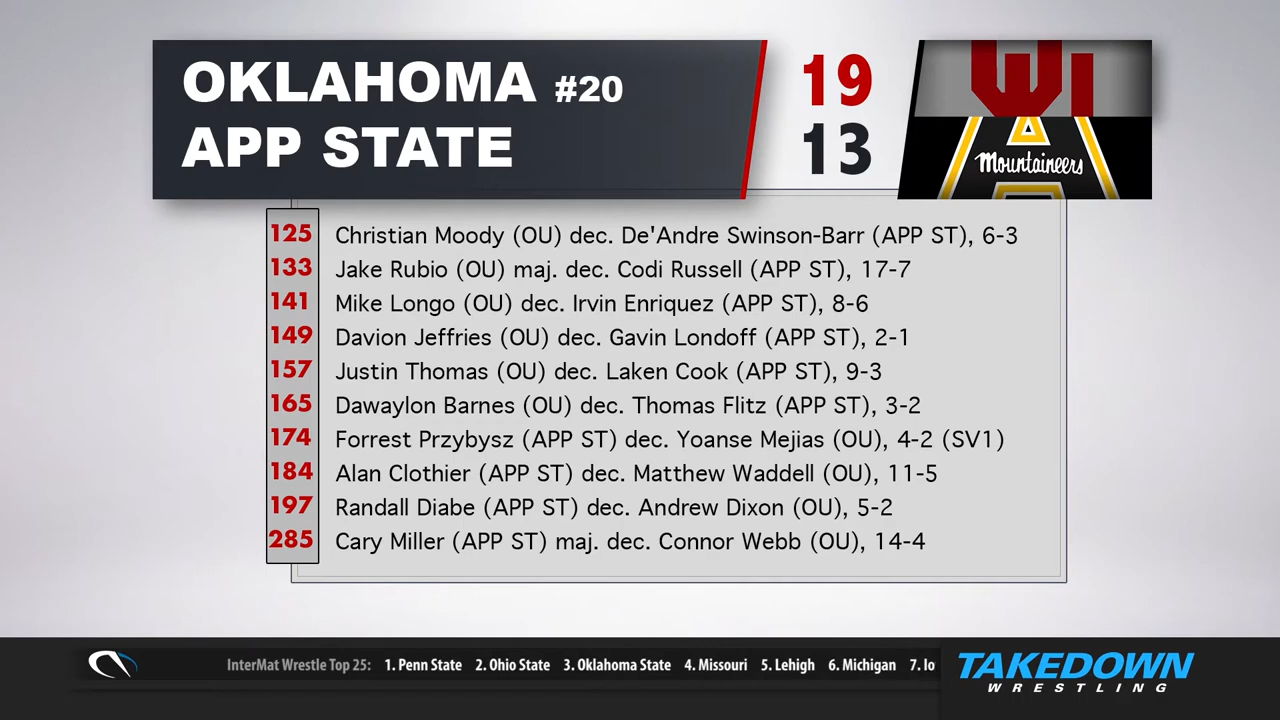 OKLAHOMA #20 19
APP STATE 13
Mountaineers
125 Christian Moody (OU) dec. De'Andre Swinson-Barr (APP ST), 6-3
133 Jake Rubio (OU) maj. dec. Codi Russell (APP ST), 17-7
141 Mike Longo (OU) dec. Irvin Enriquez (APP ST), 8-6
149 Davion Jeffries (OU) dec. Gavin Londoff (APP ST), 2-1
157 Justin Thomas (OU) dec. Laken Cook (APP ST), 9-3
165 Dawaylon Barnes (OU) dec. Thomas Flitz (APP ST), 3-2
174 Forrest Przybysz (APP ST) dec. Yoanse Mejias (OU), 4-2 (SV1)
184 Alan Clothier (APP ST) dec. Matthew Waddell (OU), 11-5
197 Randall Diabe (APP ST) dec. Andrew Dixon (OU), 5-2
285 Cary Miller (APP ST) maj. dec. Connor Webb (OU), 14-4
InterMat Wrestle Top 25: 1. Penn State 2. Ohio State 3. Oklahoma State 4. Missouri 5. Lehigh 6. Michigan 7. Io
TAKEDOWN
WRESTLING